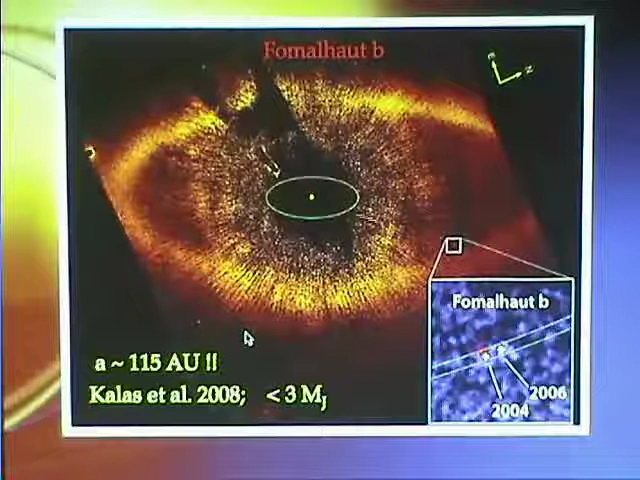 Fomalhaut b
Fomalhaut b
2006
2004
a ~ 115 AU !!
Kalas et al. 2008; < 3 MJ